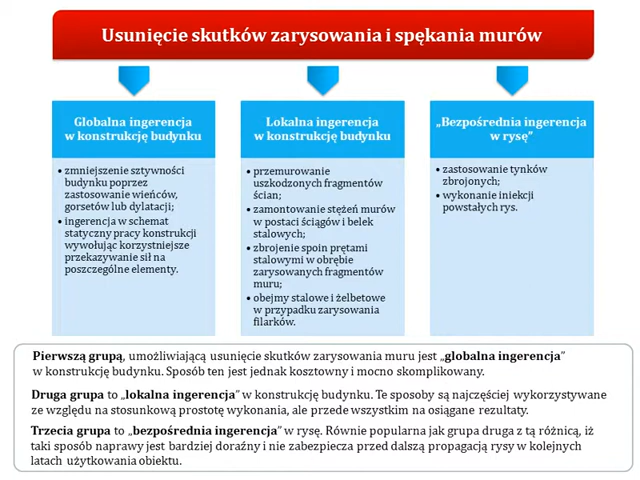 Usunięcie skutków zarysowania i spękania murów
Globalna ingerencja
w konstrukcję budynku
• zmniejszenie sztywności
budynku poprzez
zastosowanie wieńców,
gorsetów lub dylatacji;
• ingerencja w schemat
statyczny pracy konstrukcji
wywołując korzystniejsze
przekazywanie sił na
poszczególne elementy.
Lokalna ingerencja
w konstrukcję budynku
• przemurowanie
uszkodzonych fragmentów
ścian;
• zamontowanie stężeń murów
w postaci ściągów i belek
stalowych;
• zbrojenie spoin prętami
stalowymi w obrębie
zarysowanych fragmentów
muru;
• obejmy stalowe i żelbetowe
w przypadku zarysowania
filarków.
„Bezpośrednia ingerencja
w rysę”
• zastosowanie tynków
zbrojonych;
• wykonanie iniekcji
powstałych rys.
Pierwszą grupą, umożliwiającą usunięcie skutków zarysowania muru jest „globalna ingerencja”
w konstrukcję budynku. Sposób ten jest jednak kosztowny i mocno skomplikowany.
Druga grupa to „lokalna ingerencja” w konstrukcję budynku. Te sposoby są najczęściej wykorzystywane
ze względu na stosunkową prostotę wykonania, ale przede wszystkim na osiągane rezultaty.
Trzecia grupa to „bezpośrednia ingerencja” w rysę. Równie popularna jak grupa druga z tą różnicą, iż
taki sposób naprawy jest bardziej doraźny i nie zabezpiecza przed dalszą propagacją rysy w kolejnych
latach użytkowania obiektu.